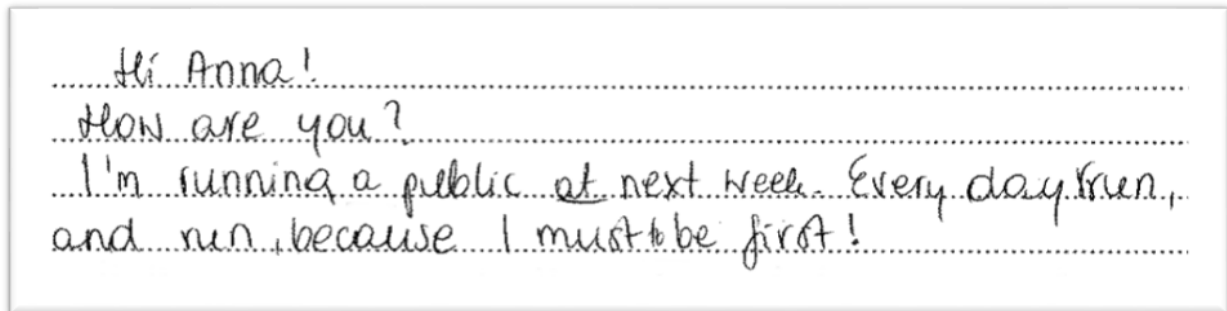 Hi Anna!
How are you?
I'm running a public at next week. Every day run,
and run, because I must to be first!